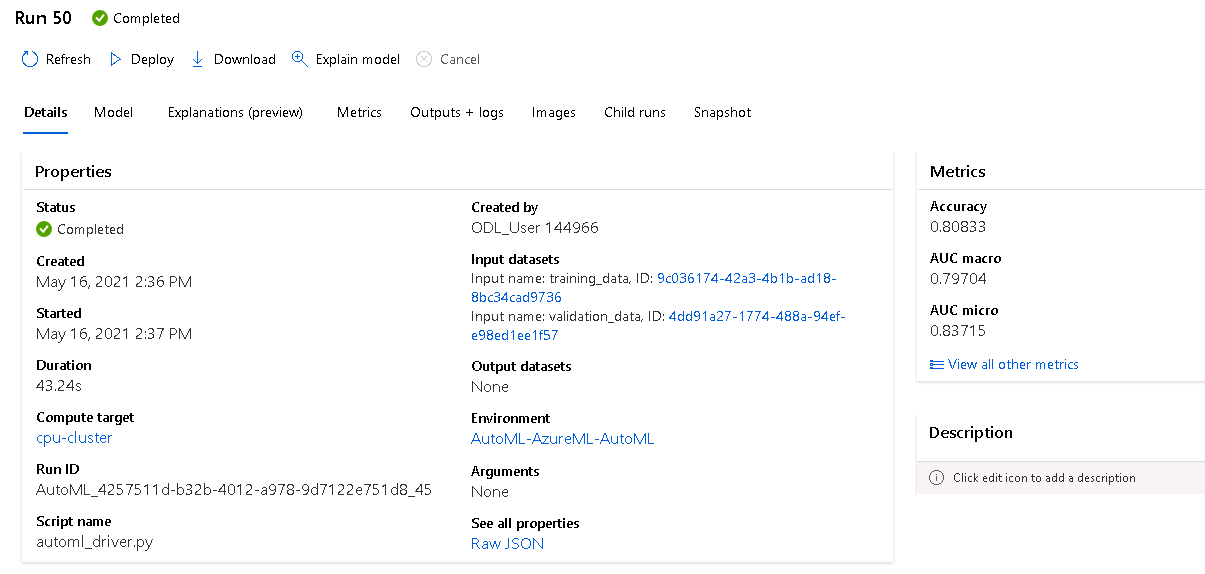 Run 50 Completed
Refresh Deploy Download Explain model Cancel
Details Model Explanations (preview) Metrics Outputs + logs Images Child runs Snapshot
Properties
Status
Completed
Created
May 16, 2021 2:36 PM
Started
May 16, 2021 2:37 PM
Duration
43.24s
Compute target
cpu-cluster
Run ID
AutoML_4257511d-b32b-4012-a978-9d7122e751d8_45
Script name
automl_driver.py
Created by
ODL_User 144966
Input datasets
Input name: training_data, ID: 9c036174-42a3-4b1b-ad18-
8bc34cad9736
Input name: validation_data, ID: 4dd91a27-1774-488a-94ef-
e98ed1ee1f57
Output datasets
None
Environment
AutoML-AzureML-AutoML
Arguments
None
See all properties
Raw JSON
Metrics
Accuracy
0.80833
AUC macro
0.79704
AUC micro
0.83715
View all other metrics
Description
Click edit icon to add a description